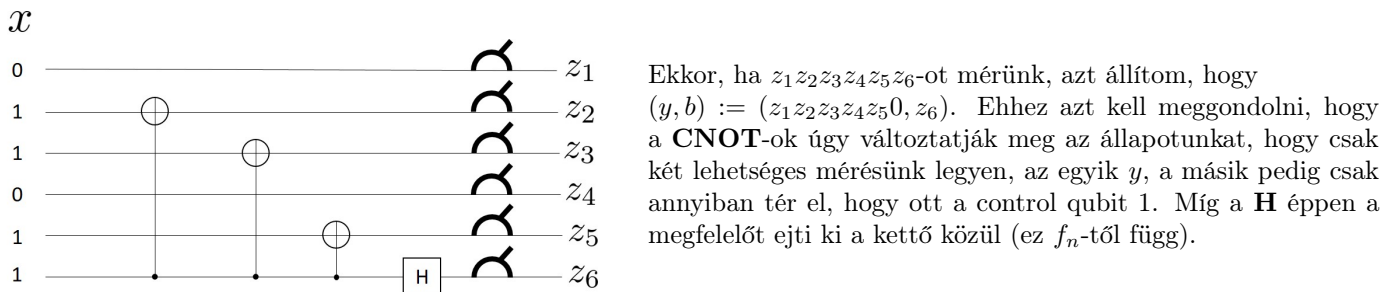 x
0 z₁
1 z₂
1 z₃
0 z₄
1 z₅
1 H z₆
Ekkor, ha z₁z₂z₃z₄z₅z₆-ot mérünk, azt állítom, hogy
(y, b) := (z₁z₂z₃z₄z₅0, z₆). Ehhez azt kell meggondolni, hogy
a CNOT-ok úgy változtatják meg az állapotunkat, hogy csak
két lehetséges mérésünk legyen, az egyik y, a másik pedig csak
annyiban tér el, hogy ott a control qubit 1. Míg a H éppen a
megfelelőt ejti ki a kettő közül (ez fₙ-től függ).